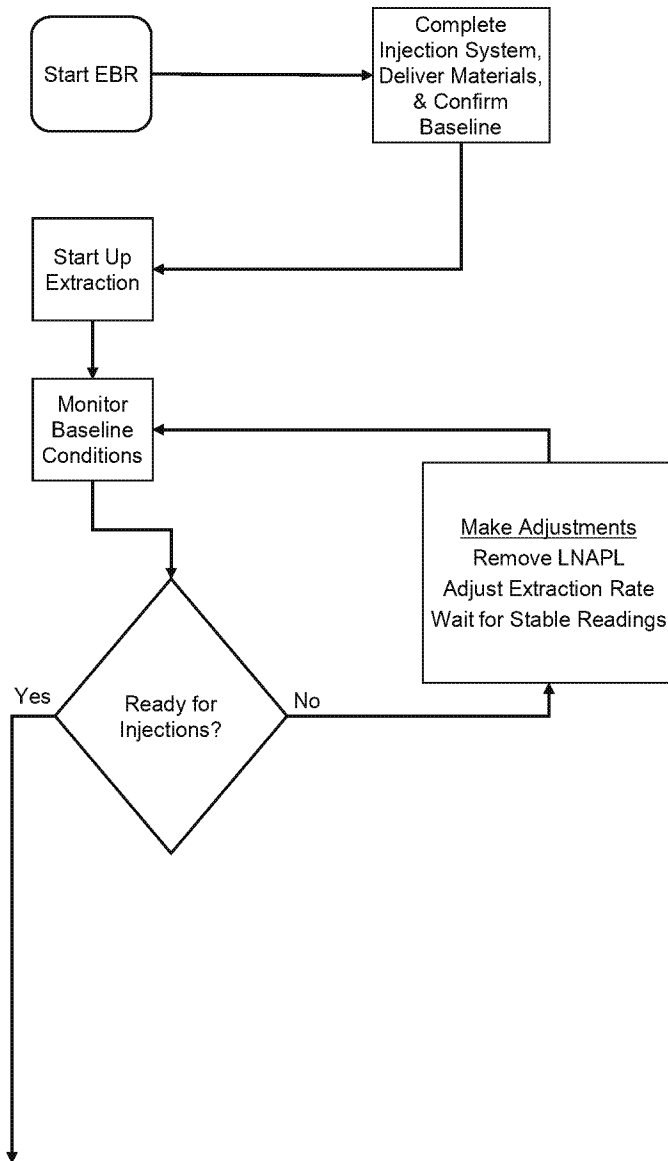 Start EBR
Complete
Injection System,
Deliver Materials,
& Confirm
Baseline
Start Up
Extraction
Monitor
Baseline
Conditions
Make Adjustments
Remove LNAPL
Adjust Extraction Rate
Wait for Stable Readings
Yes
Ready for
Injections?
No